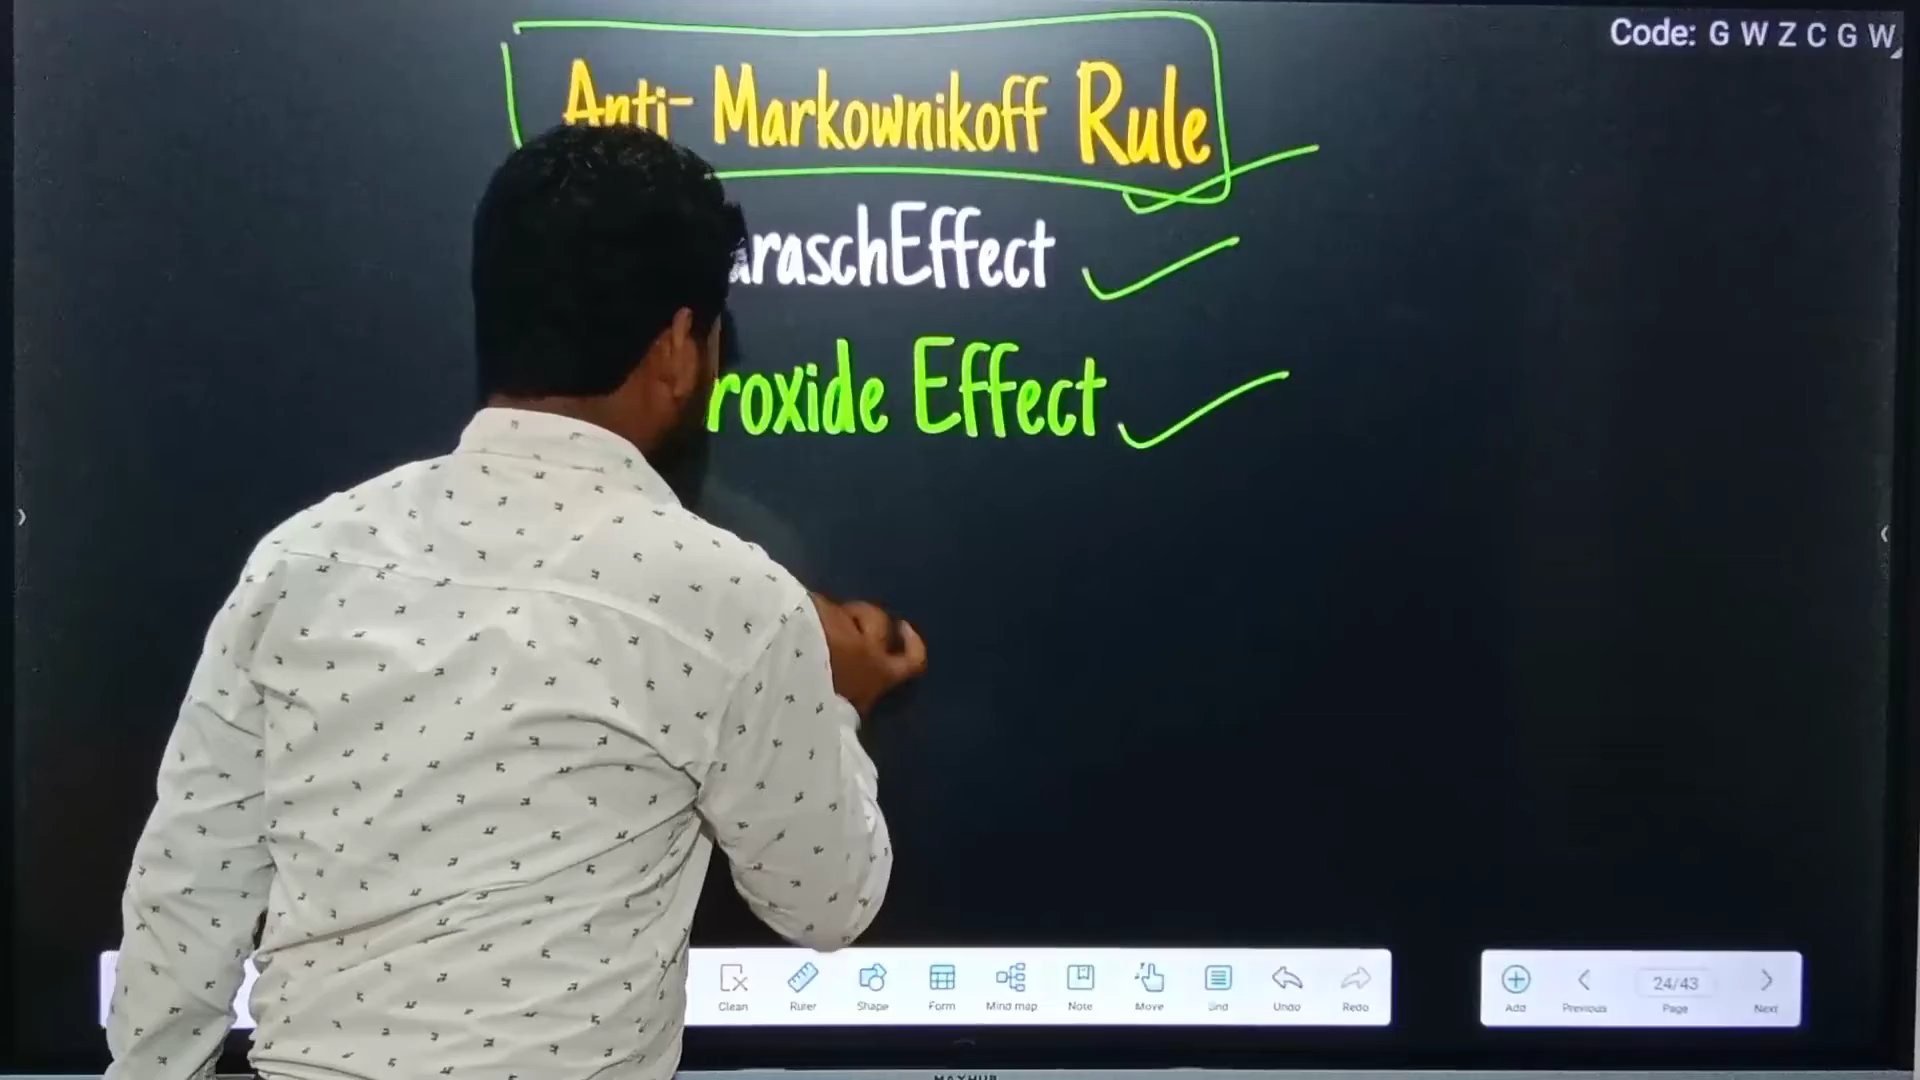 Code: G W Z C G W
Anti- Markownikoff Rule
araschEffect
roxide Effect
Clean Ruler Shape Form Mind map Note Move Undo Redo
Add Previous 24/43 Page Next
MAXHUB